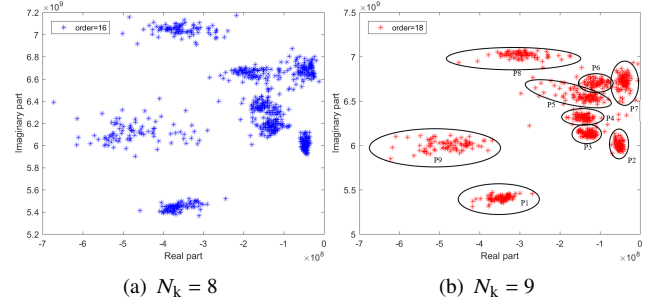 ×10⁹
7.2
7
6.8
6.6
6.4
6.2
6
5.8
5.6
5.4
5.2
order=16
Imaginary part
-7 -6 -5 -4 -3 -2 -1 0
Real part
×10⁸
(a) Nk = 8
×10⁹
7.5
7
6.5
6
5.5
5
order=18
P8
P6
P7
P5
P4
P3
P2
P9
P1
Imaginary part
-7 -6 -5 -4 -3 -2 -1 0
Real part
×10⁸
(b) Nk = 9